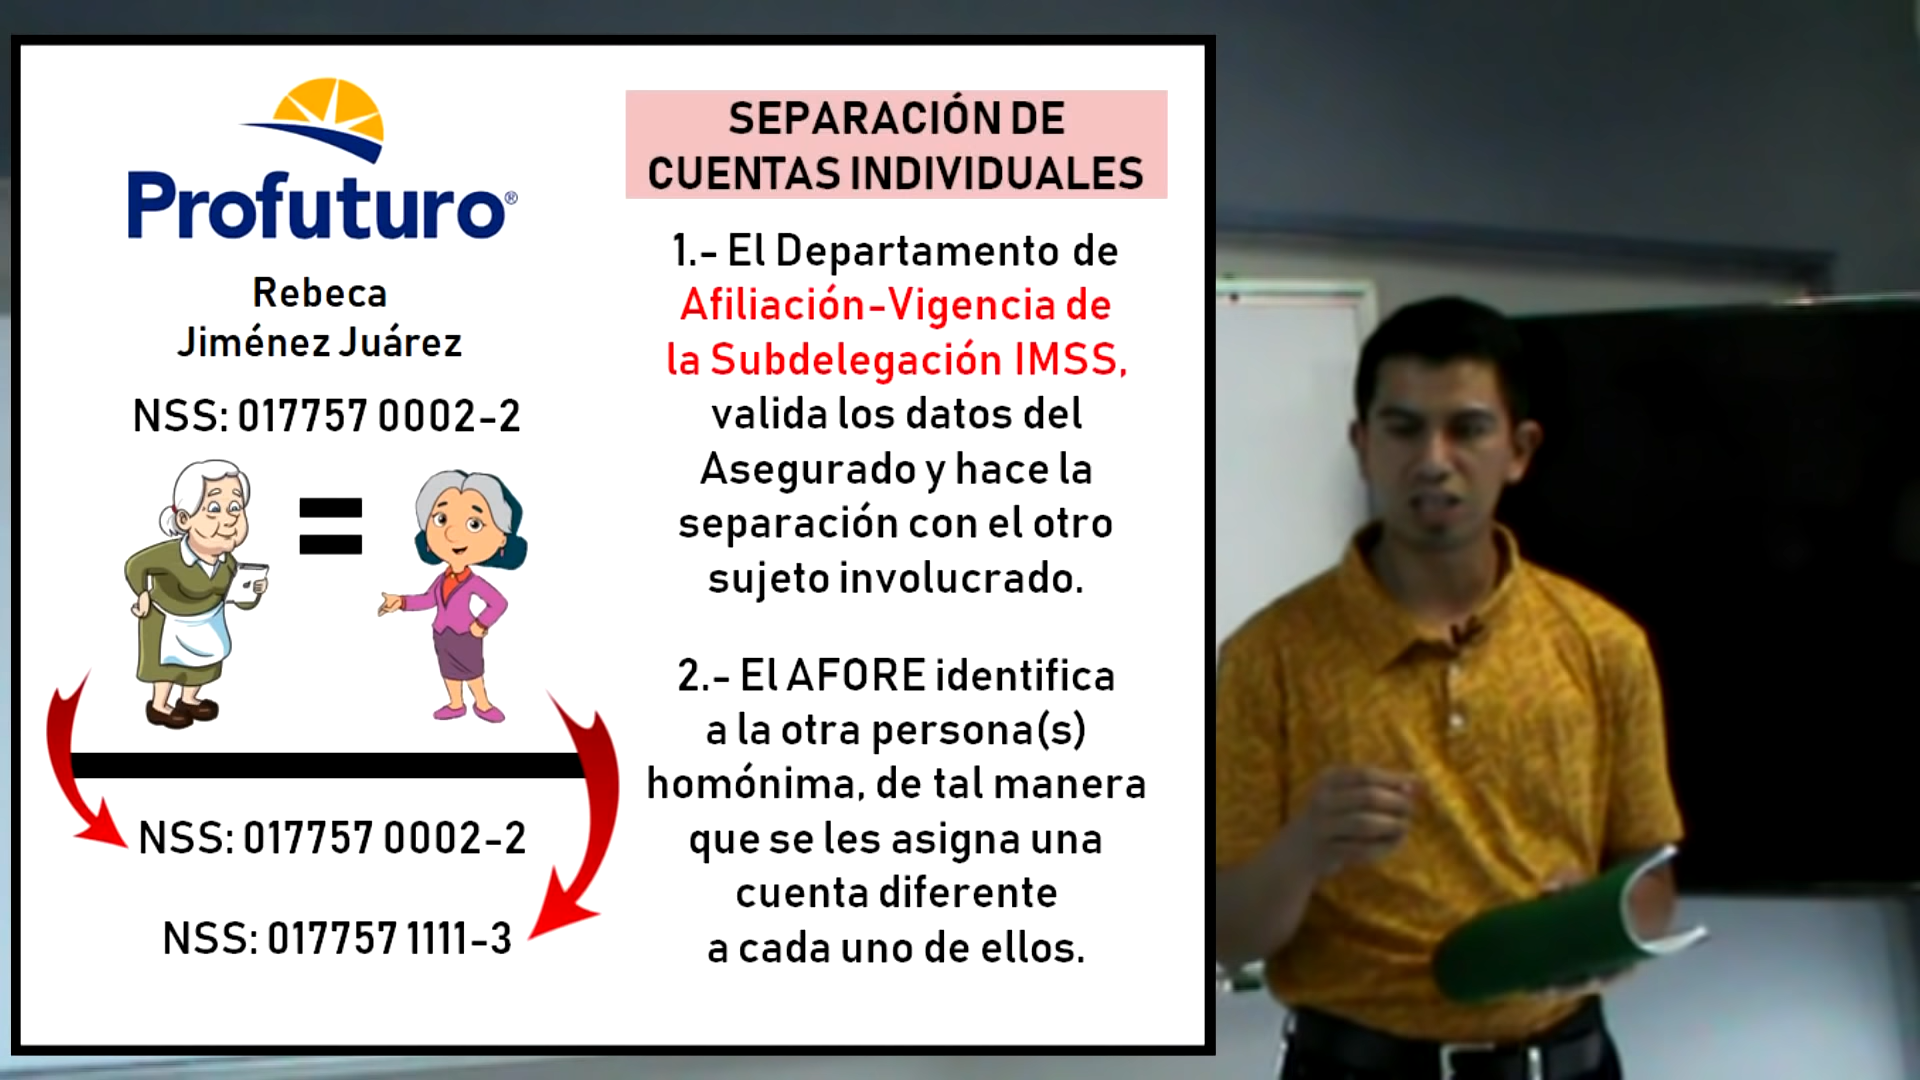 Profuturo®
Rebeca
Jiménez Juárez
NSS: 017757 0002-2
NSS: 017757 0002-2
NSS: 017757 1111-3
SEPARACIÓN DE
CUENTAS INDIVIDUALES
1.- El Departamento de
Afiliación-Vigencia de
la Subdelegación IMSS,
valida los datos del
Asegurado y hace la
separación con el otro
sujeto involucrado.
2.- El AFORE identifica
a la otra persona(s)
homónima, de tal manera
que se les asigna una
cuenta diferente
a cada uno de ellos.